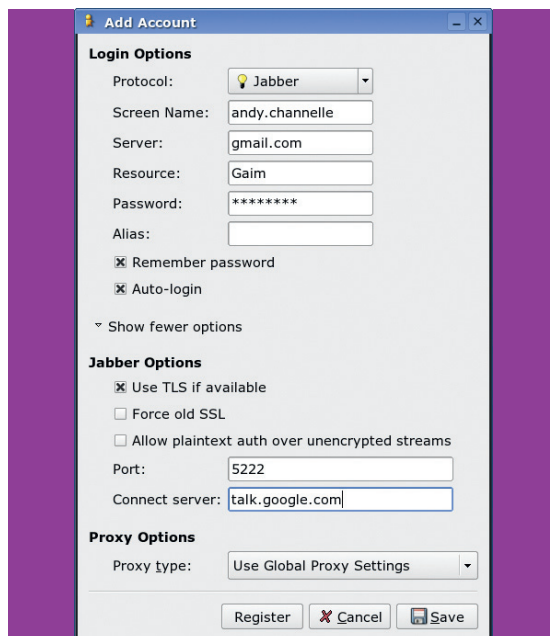 Add Account
Login Options
Protocol: Jabber
Screen Name: andy.channelle
Server: gmail.com
Resource: Gaim
Password: ********
Alias:
Remember password
Auto-login
Show fewer options
Jabber Options
Use TLS if available
Force old SSL
Allow plaintext auth over unencrypted streams
Port: 5222
Connect server: talk.google.com
Proxy Options
Proxy type: Use Global Proxy Settings
Register Cancel Save